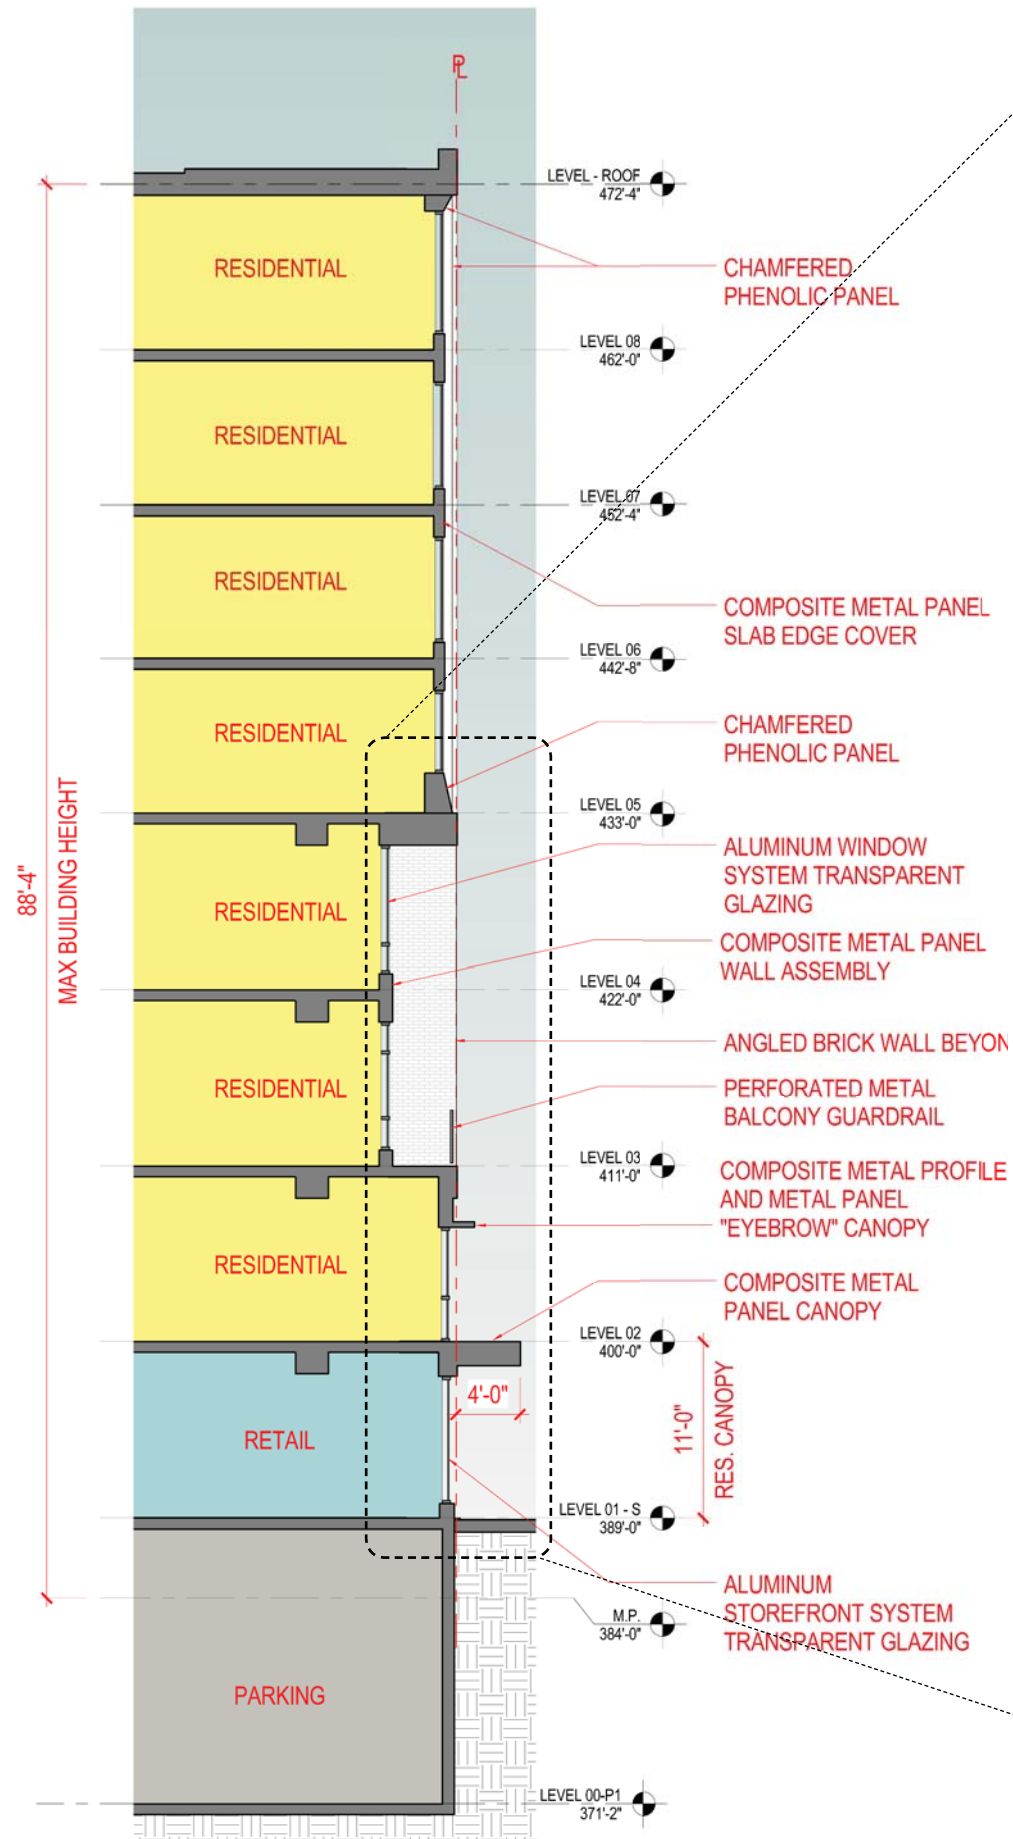 PL
LEVEL - ROOF
472'-4"
RESIDENTIAL
CHAMFERED
PHENOLIC PANEL
LEVEL 08
462'-0"
RESIDENTIAL
LEVEL 07
452'-4"
RESIDENTIAL
COMPOSITE METAL PANEL
SLAB EDGE COVER
LEVEL 06
442'-8"
RESIDENTIAL
CHAMFERED
PHENOLIC PANEL
LEVEL 05
433'-0"
88'-4"
MAX BUILDING HEIGHT
RESIDENTIAL
ALUMINUM WINDOW
SYSTEM TRANSPARENT
GLAZING
COMPOSITE METAL PANEL
WALL ASSEMBLY
LEVEL 04
422'-0"
RESIDENTIAL
ANGLED BRICK WALL BEYON
PERFORATED METAL
BALCONY GUARDRAIL
LEVEL 03
411'-0"
COMPOSITE METAL PROFILE
AND METAL PANEL
"EYEBROW" CANOPY
RESIDENTIAL
COMPOSITE METAL
PANEL CANOPY
LEVEL 02
400'-0"
4'-0"
11'-0"
RES. CANOPY
RETAIL
LEVEL 01 - S
389'-0"
ALUMINUM
STOREFRONT SYSTEM
TRANSPARENT GLAZING
M.P.
384'-0"
PARKING
LEVEL 00-P1
371'-2"